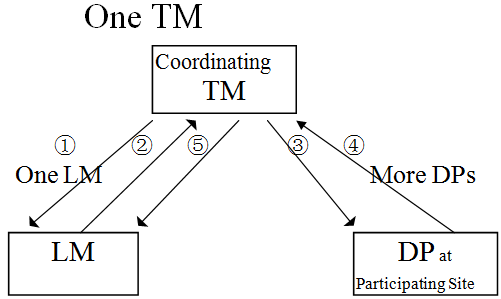 One TM
Coordinating
TM
① ② ⑤ ③ ④
One LM
More DPs
LM
DP at
Participating Site